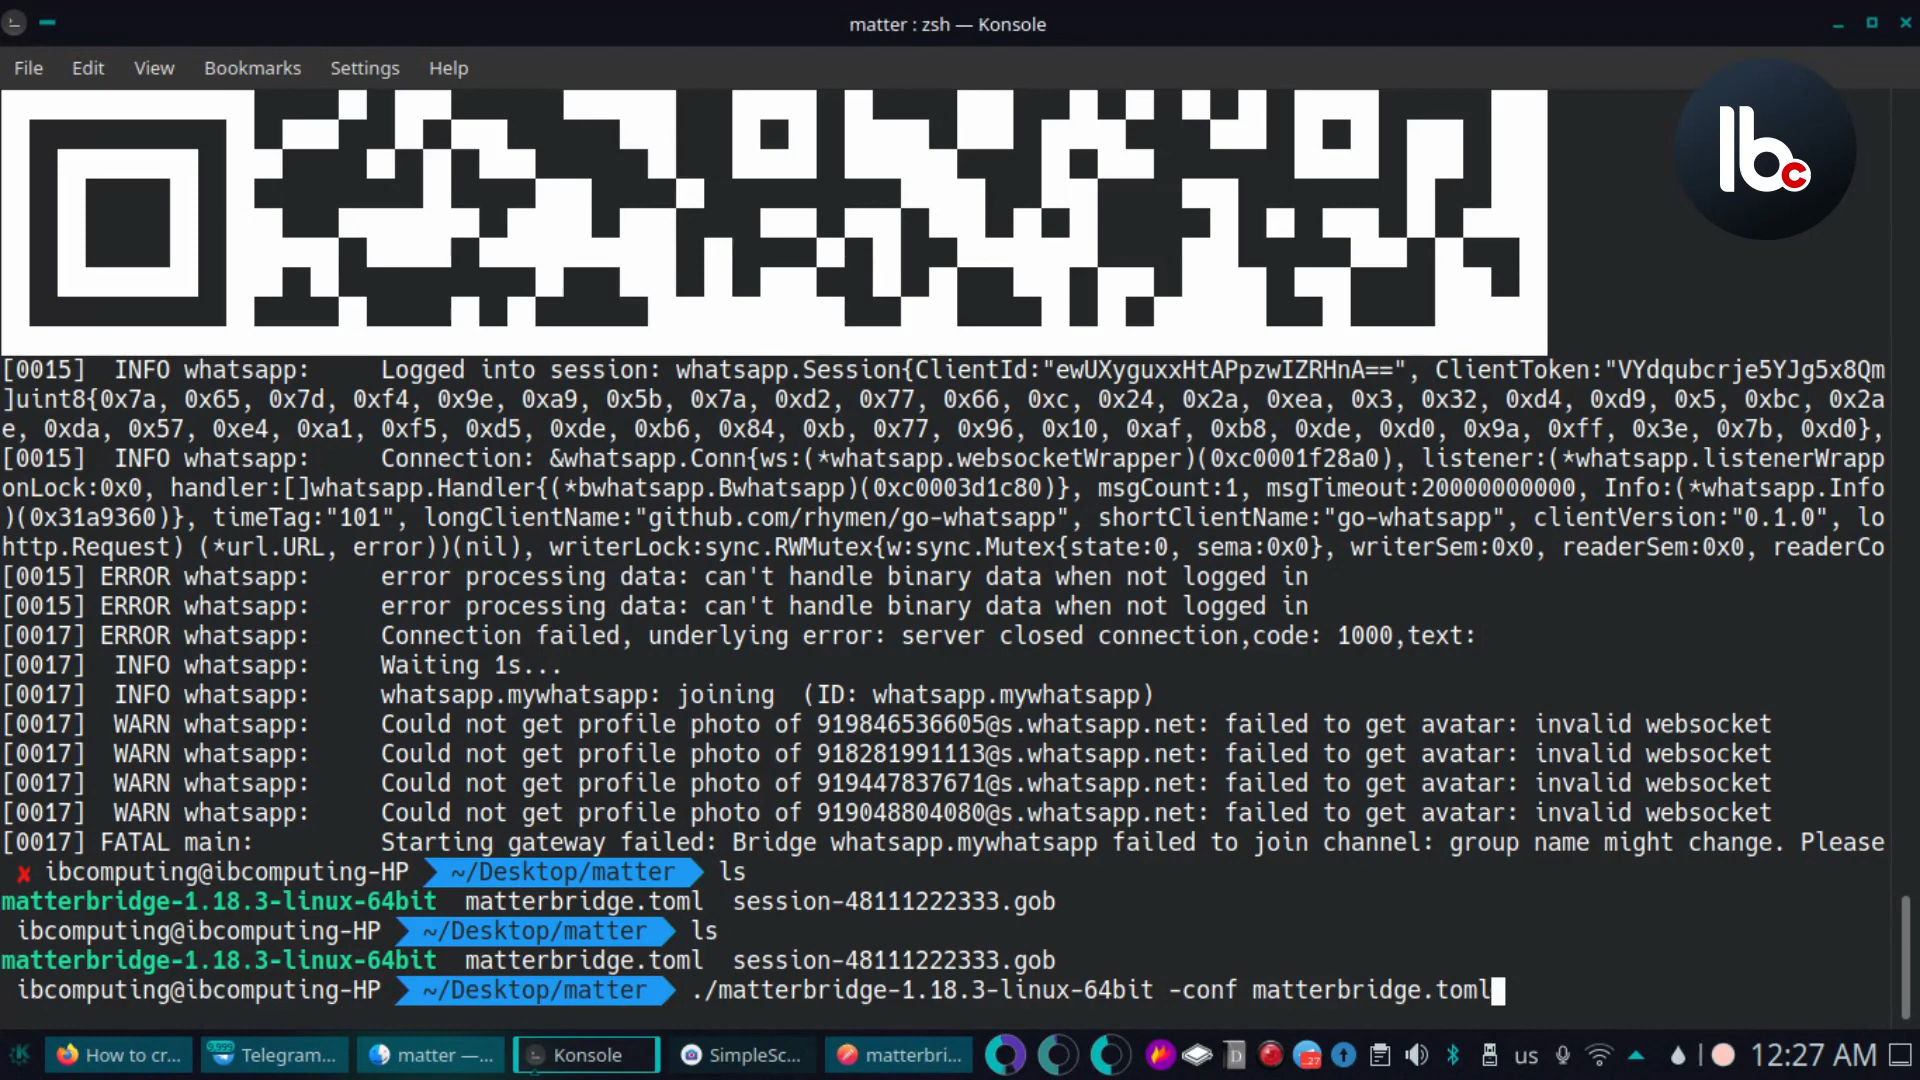 matter : zsh — Konsole
File Edit View Bookmarks Settings Help
lbc
[0015]  INFO whatsapp:     Logged into session: whatsapp.Session{ClientId:"ewUXyguxxHtAPpzwIZRHnA==", ClientToken:"VYdqubcrje5YJg5x8Qm
]uint8{0x7a, 0x65, 0x7d, 0xf4, 0x9e, 0xa9, 0x5b, 0x7a, 0xd2, 0x77, 0x66, 0xc, 0x24, 0x2a, 0xea, 0x3, 0x32, 0xd4, 0xd9, 0x5, 0xbc, 0x2a
e, 0xda, 0x57, 0xe4, 0xa1, 0xf5, 0xd5, 0xde, 0xb6, 0x84, 0xb, 0x77, 0x96, 0x10, 0xaf, 0xb8, 0xde, 0xd0, 0x9a, 0xff, 0x3e, 0x7b, 0xd0},
[0015]  INFO whatsapp:     Connection: &whatsapp.Conn{ws:(*whatsapp.websocketWrapper)(0xc0001f28a0), listener:(*whatsapp.listenerWrapp
onLock:0x0, handler:[]whatsapp.Handler{(*bwhatsapp.Bwhatsapp)(0xc0003d1c80)}, msgCount:1, msgTimeout:20000000000, Info:(*whatsapp.Info
)(0x31a9360)}, timeTag:"101", longClientName:"github.com/rhymen/go-whatsapp", shortClientName:"go-whatsapp", clientVersion:"0.1.0", lo
http.Request) (*url.URL, error))(nil), writerLock:sync.RWMutex{w:sync.Mutex{state:0, sema:0x0}, writerSem:0x0, readerSem:0x0, readerCo
[0015] ERROR whatsapp:     error processing data: can't handle binary data when not logged in
[0015] ERROR whatsapp:     error processing data: can't handle binary data when not logged in
[0017] ERROR whatsapp:     Connection failed, underlying error: server closed connection,code: 1000,text:
[0017]  INFO whatsapp:     Waiting 1s...
[0017]  INFO whatsapp:     whatsapp.mywhatsapp: joining  (ID: whatsapp.mywhatsapp)
[0017]  WARN whatsapp:     Could not get profile photo of 919846536605@s.whatsapp.net: failed to get avatar: invalid websocket
[0017]  WARN whatsapp:     Could not get profile photo of 918281991113@s.whatsapp.net: failed to get avatar: invalid websocket
[0017]  WARN whatsapp:     Could not get profile photo of 919447837671@s.whatsapp.net: failed to get avatar: invalid websocket
[0017]  WARN whatsapp:     Could not get profile photo of 919048804080@s.whatsapp.net: failed to get avatar: invalid websocket
[0017] FATAL main:         Starting gateway failed: Bridge whatsapp.mywhatsapp failed to join channel: group name might change. Please
✘ ibcomputing@ibcomputing-HP ~/Desktop/matter ls
matterbridge-1.18.3-linux-64bit  matterbridge.toml  session-48111222333.gob
ibcomputing@ibcomputing-HP ~/Desktop/matter ls
matterbridge-1.18.3-linux-64bit  matterbridge.toml  session-48111222333.gob
ibcomputing@ibcomputing-HP ~/Desktop/matter ./matterbridge-1.18.3-linux-64bit -conf matterbridge.toml
How to cr... Telegram... matter —... Konsole SimpleSc... matterbri... us 12:27 AM